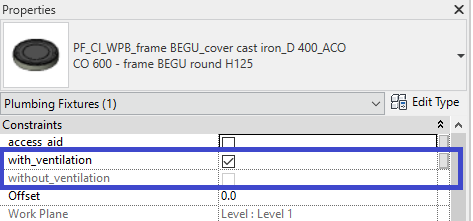 Properties
PF_CI_WPB_frame BEGU_cover cast iron_D 400_ACO
CO 600 - frame BEGU round H125
Plumbing Fixtures (1)
Edit Type
Constraints
access_aid
with_ventilation
without_ventilation
Offset 0.0
Work Plane Level : Level 1